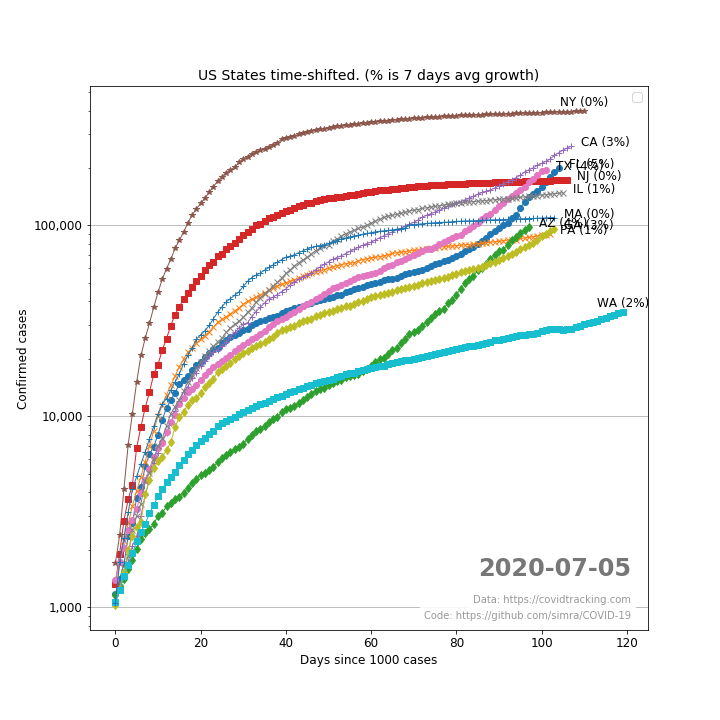 US States time-shifted. (% is 7 days avg growth)
NY (0%)
CA (3%)
FL (5%)
TX (4%)
NJ (0%)
IL (1%)
MA (0%)
AZ (4%)
PA (1%)
WA (2%)
100,000
10,000
1,000
Confirmed cases
2020-07-05
Data: https://covidtracking.com
Code: https://github.com/simra/COVID-19
0 20 40 60 80 100 120
Days since 1000 cases